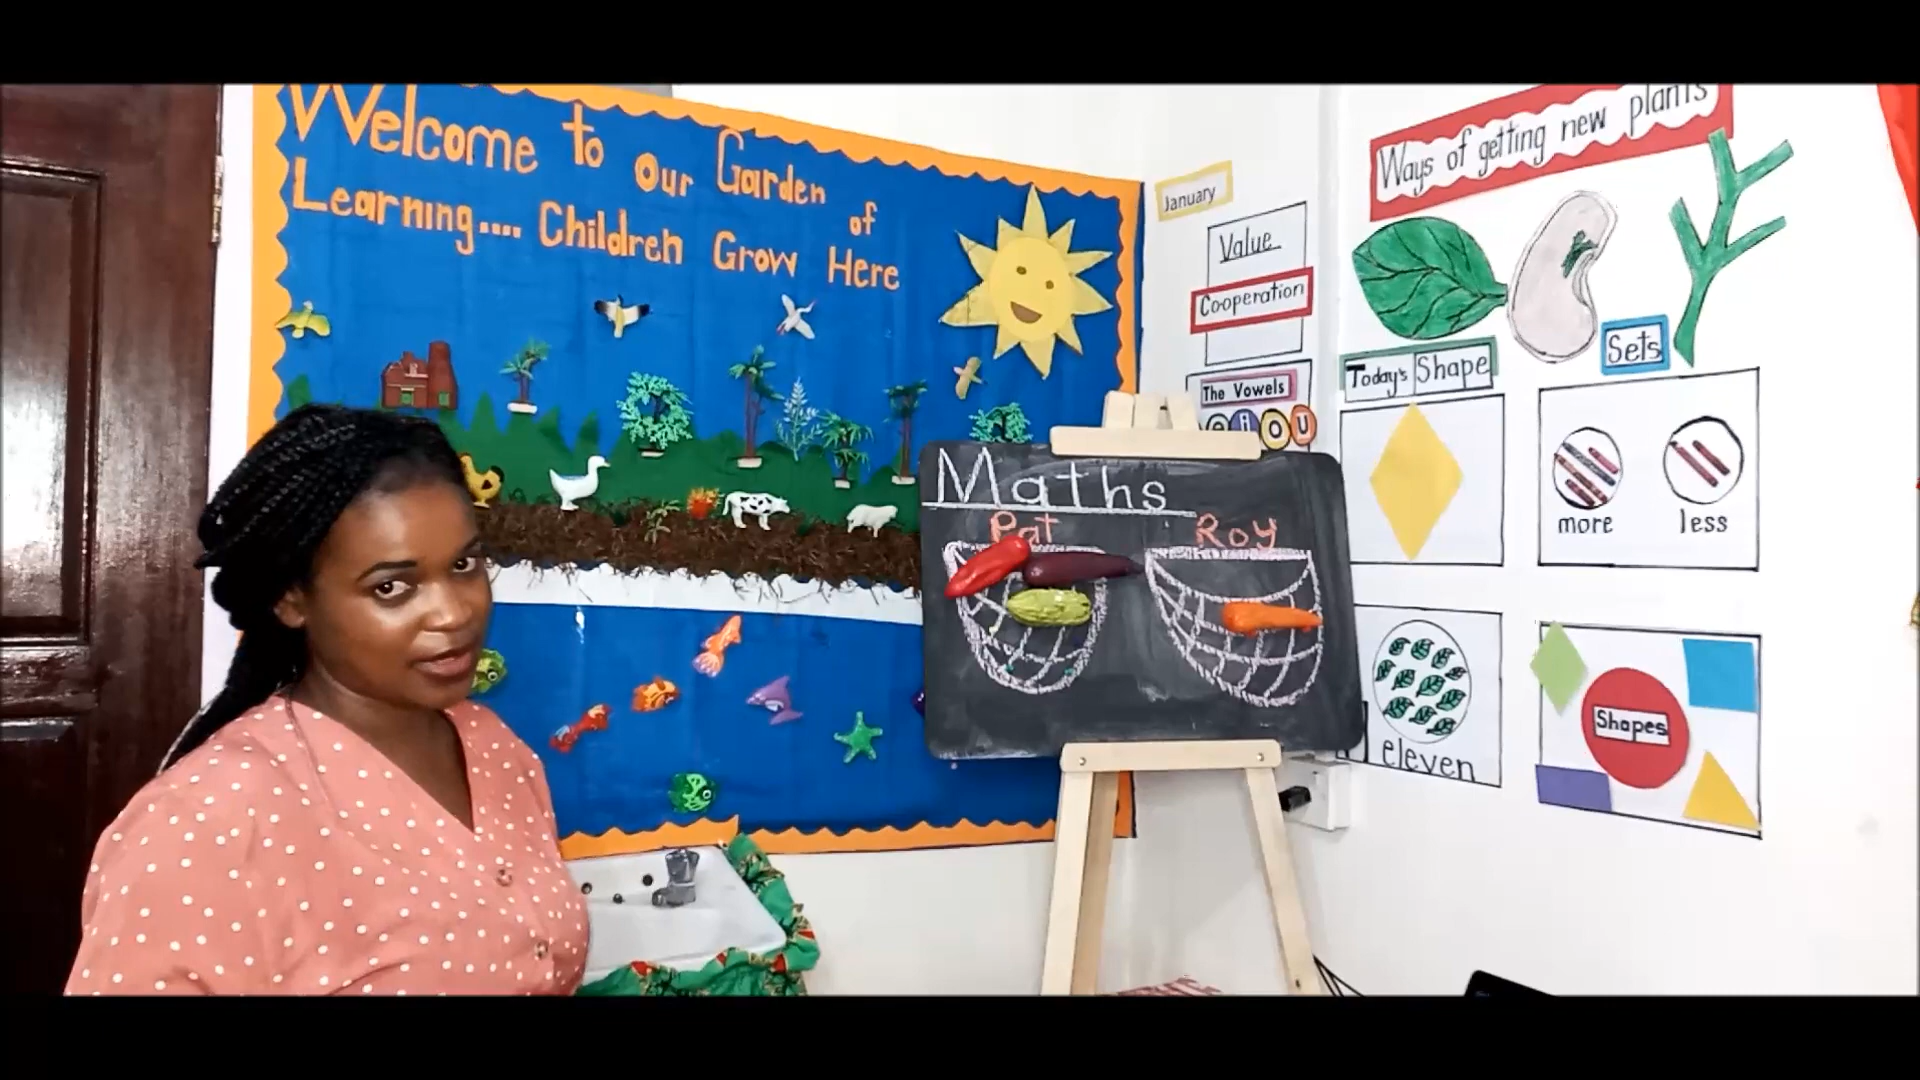 Welcome to Our Garden of
Learning.... Children Grow Here
January
Value
Cooperation
The Vowels
i o u
Ways of getting new plants
Today's Shape
Sets
more
less
Maths
Pat
Roy
eleven
Shapes